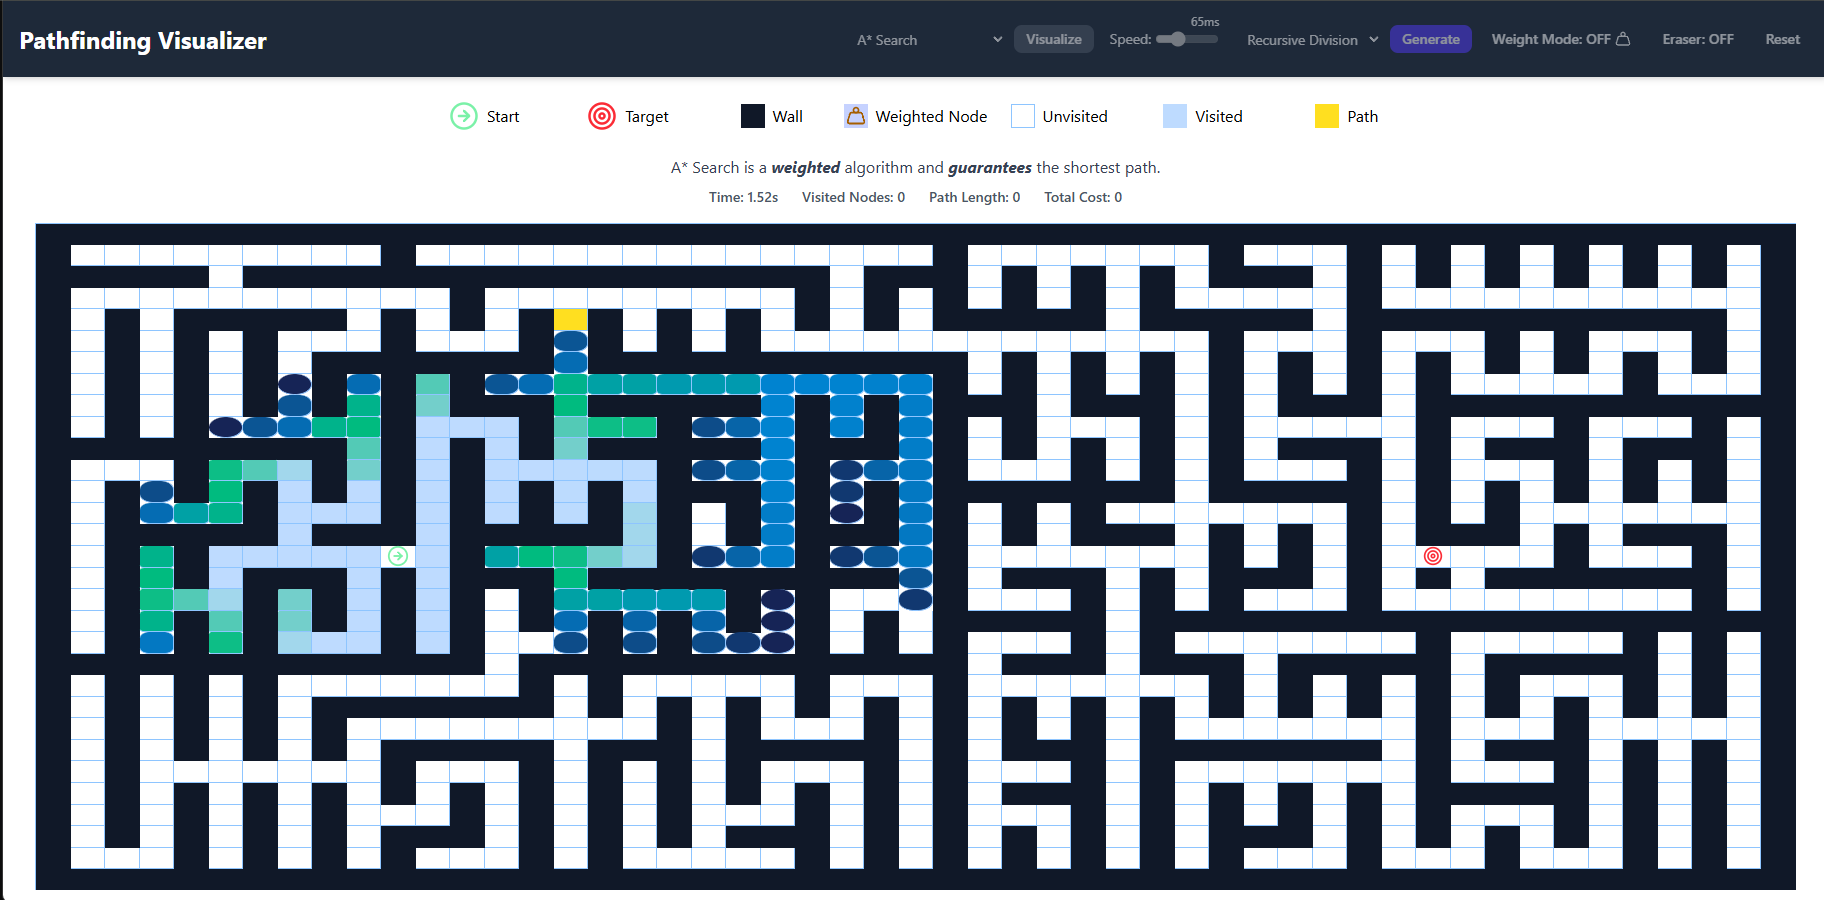 Pathfinding Visualizer
A* Search
Visualize
Speed:
65ms
Recursive Division
Generate
Weight Mode: OFF
Eraser: OFF
Reset
Start
Target
Wall
Weighted Node
Unvisited
Visited
Path
A* Search is a weighted algorithm and guarantees the shortest path.
Time: 1.52s Visited Nodes: 0 Path Length: 0 Total Cost: 0